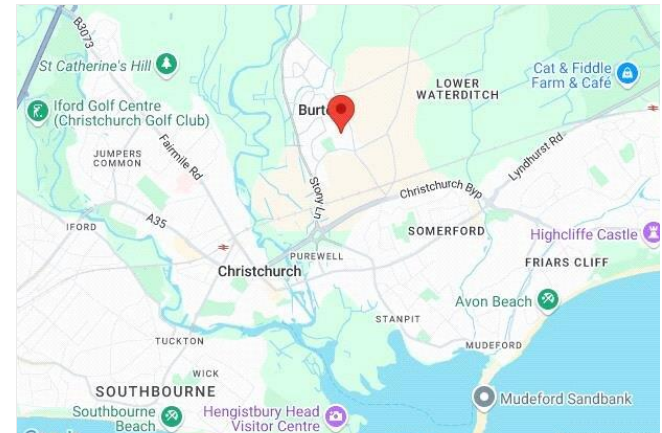 B3073
St Catherine's Hill
Iford Golf Centre
(Christchurch Golf Club)
Fairmile Rd
JUMPERS
COMMON
IFORD
A35
Stony Ln
LOWER
WATERDITCH
Cat & Fiddle
Farm & Café
Lyndhurst Rd
Christchurch Byp
SOMERFORD
Highcliffe Castle
FRIARS CLIFF
PUREWELL
Christchurch
Avon Beach
STANPIT
MUDEFORD
TUCKTON
WICK
SOUTHBOURNE
Southbourne
Beach
Hengistbury Head
Visitor Centre
Mudeford Sandbank